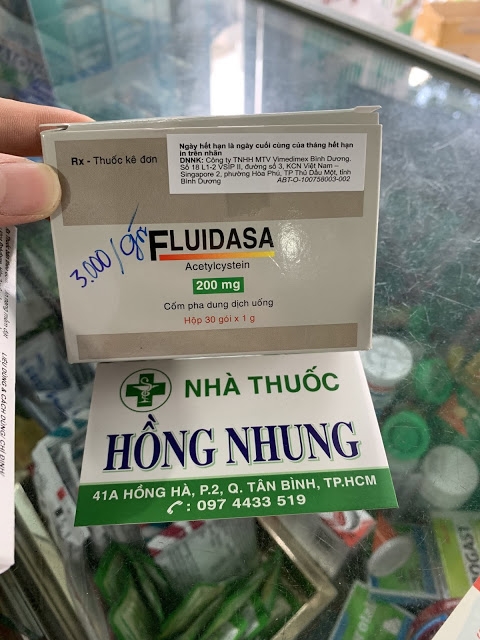 Rx - Thuốc kê đơn
Ngày hết hạn là ngày cuối cùng của tháng hết hạn
in trên nhãn
DNNK: Công ty TNHH MTV Vimedimex Bình Dương.
Số 18 L1-2 VSIP II, đường số 3, KCN Việt Nam –
Singapore 2, phường Hòa Phú, TP Thủ Dầu Một, tỉnh
Bình Dương
ABT-O-100758003-002
3.000/gói
FLUIDASA
Acetylcystein
200 mg
Cốm pha dung dịch uống
Hộp 30 gói x 1 g
NHÀ THUỐC
HỒNG NHUNG
41A HỒNG HÀ, P.2, Q. TÂN BÌNH, TP.HCM
: 097 4433 519